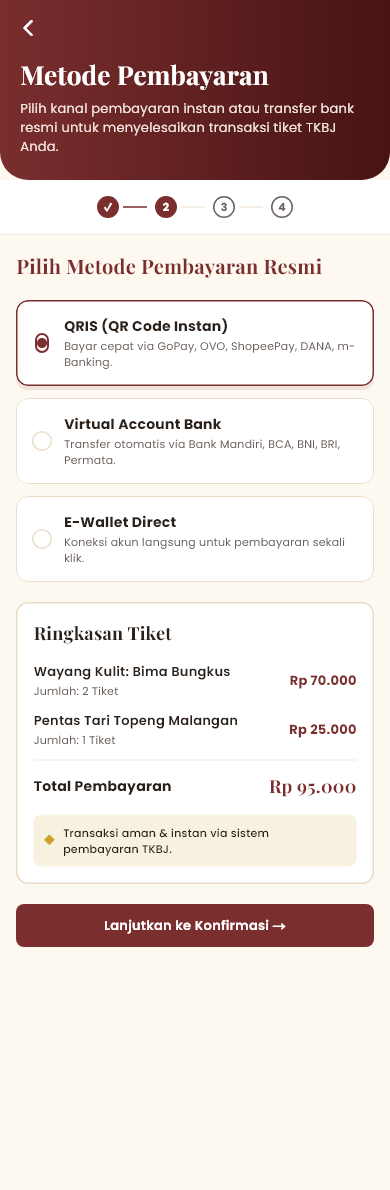 Metode Pembayaran
Pilih kanal pembayaran instan atau transfer bank
resmi untuk menyelesaikan transaksi tiket TKBJ
Anda.
✓ 2 3 4
Pilih Metode Pembayaran Resmi
QRIS (QR Code Instan)
Bayar cepat via GoPay, OVO, ShopeePay, DANA, m-
Banking.
Virtual Account Bank
Transfer otomatis via Bank Mandiri, BCA, BNI, BRI,
Permata.
E-Wallet Direct
Koneksi akun langsung untuk pembayaran sekali
klik.
Ringkasan Tiket
Wayang Kulit: Bima Bungkus
Rp 70.000
Jumlah: 2 Tiket
Pentas Tari Topeng Malangan
Rp 25.000
Jumlah: 1 Tiket
Total Pembayaran Rp 95.000
Transaksi aman & instan via sistem
pembayaran TKBJ.
Lanjutkan ke Konfirmasi →